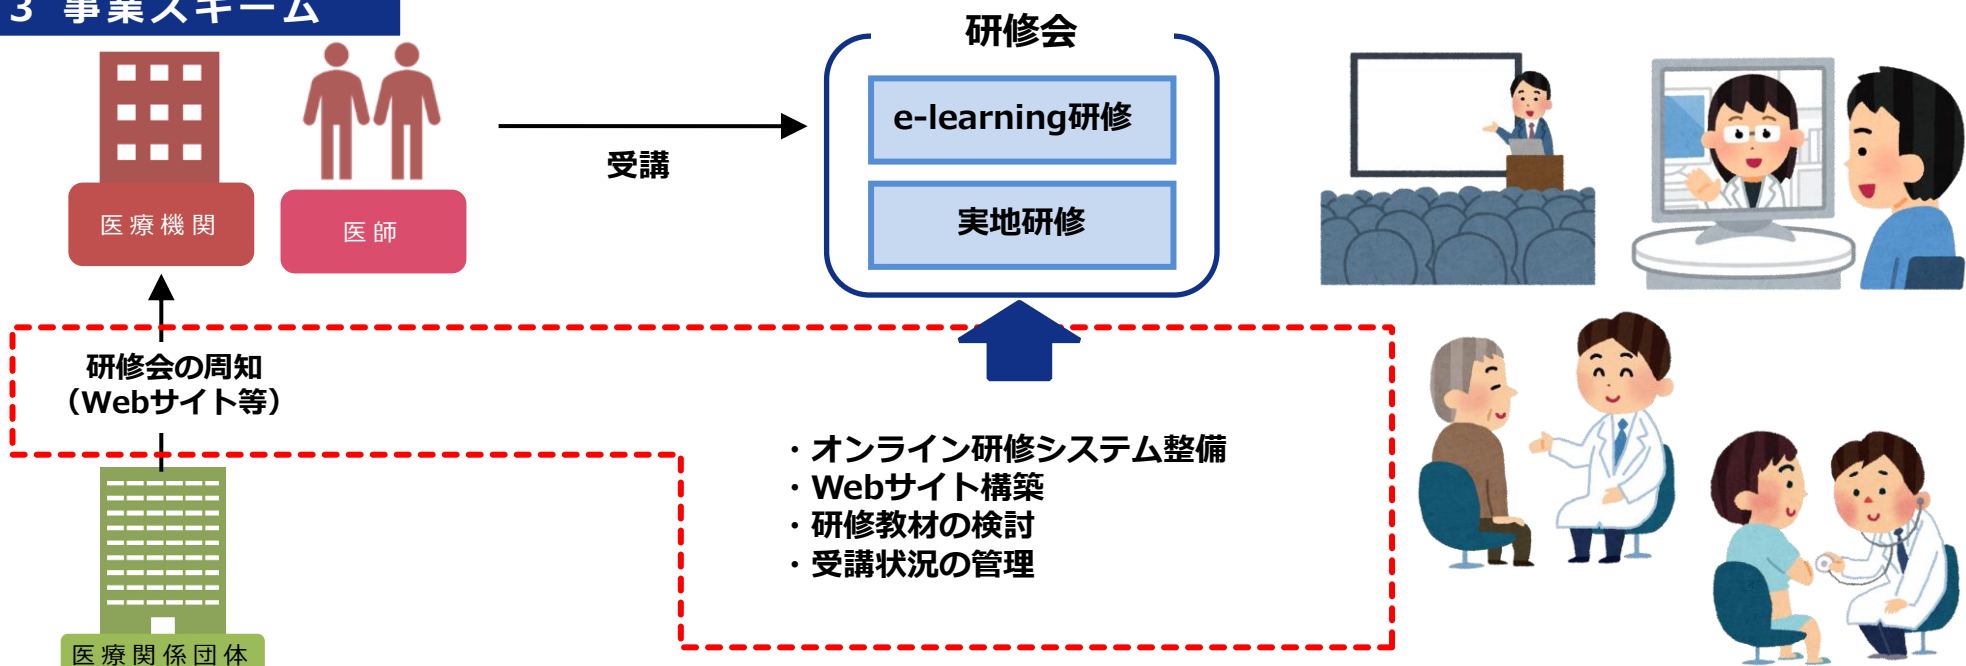 3 事業スキーム
研修会
e-learning研修
実地研修
受講
医療機関
医師
研修会の周知
（Webサイト等）
・オンライン研修システム整備
・Webサイト構築
・研修教材の検討
・受講状況の管理
医療関係団体